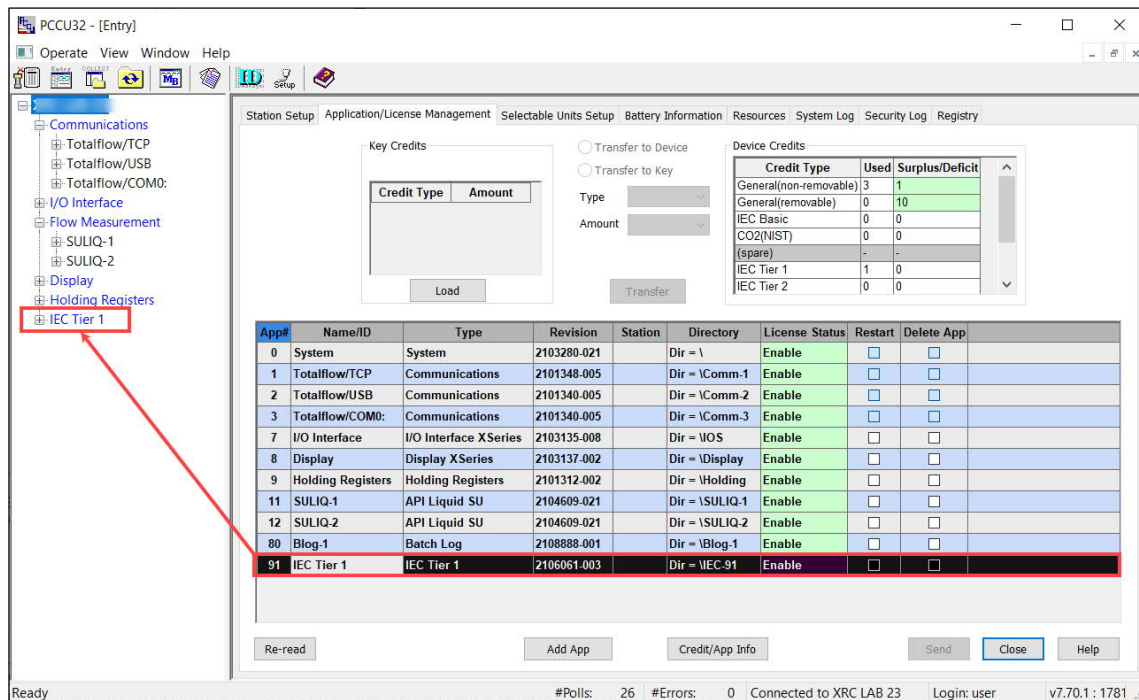 PCCU32 - [Entry]
Operate View Window Help
Entry COLLECT MB ID Manager Setup
Communications
Totalflow/TCP
Totalflow/USB
Totalflow/COM0:
I/O Interface
Flow Measurement
SULIQ-1
SULIQ-2
Display
Holding Registers
IEC Tier 1
Station Setup Application/License Management Selectable Units Setup Battery Information Resources System Log Security Log Registry
Key Credits
Credit Type Amount
Load
Transfer to Device
Transfer to Key
Type
Amount
Transfer
Device Credits
Credit Type Used Surplus/Deficit
General(non-removable) 3 1
General(removable) 0 10
IEC Basic 0 0
CO2(NIST) 0 0
(spare) - -
IEC Tier 1 1 0
IEC Tier 2 0 0
App# Name/ID Type Revision Station Directory License Status Restart Delete App
0 System System 2103280-021 Dir = \ Enable
1 Totalflow/TCP Communications 2101348-005 Dir = \Comm-1 Enable
2 Totalflow/USB Communications 2101340-005 Dir = \Comm-2 Enable
3 Totalflow/COM0: Communications 2101340-005 Dir = \Comm-3 Enable
7 I/O Interface I/O Interface XSeries 2103135-008 Dir = \IOS Enable
8 Display Display XSeries 2103137-002 Dir = \Display Enable
9 Holding Registers Holding Registers 2101312-002 Dir = \Holding Enable
11 SULIQ-1 API Liquid SU 2104609-021 Dir = \SULIQ-1 Enable
12 SULIQ-2 API Liquid SU 2104609-021 Dir = \SULIQ-2 Enable
80 Blog-1 Batch Log 2108888-001 Dir = \Blog-1 Enable
91 IEC Tier 1 IEC Tier 1 2106061-003 Dir = \IEC-91 Enable
Re-read Add App Credit/App Info Send Close Help
Ready #Polls: 26 #Errors: 0 Connected to XRC LAB 23 Login: user v7.70.1 : 1781